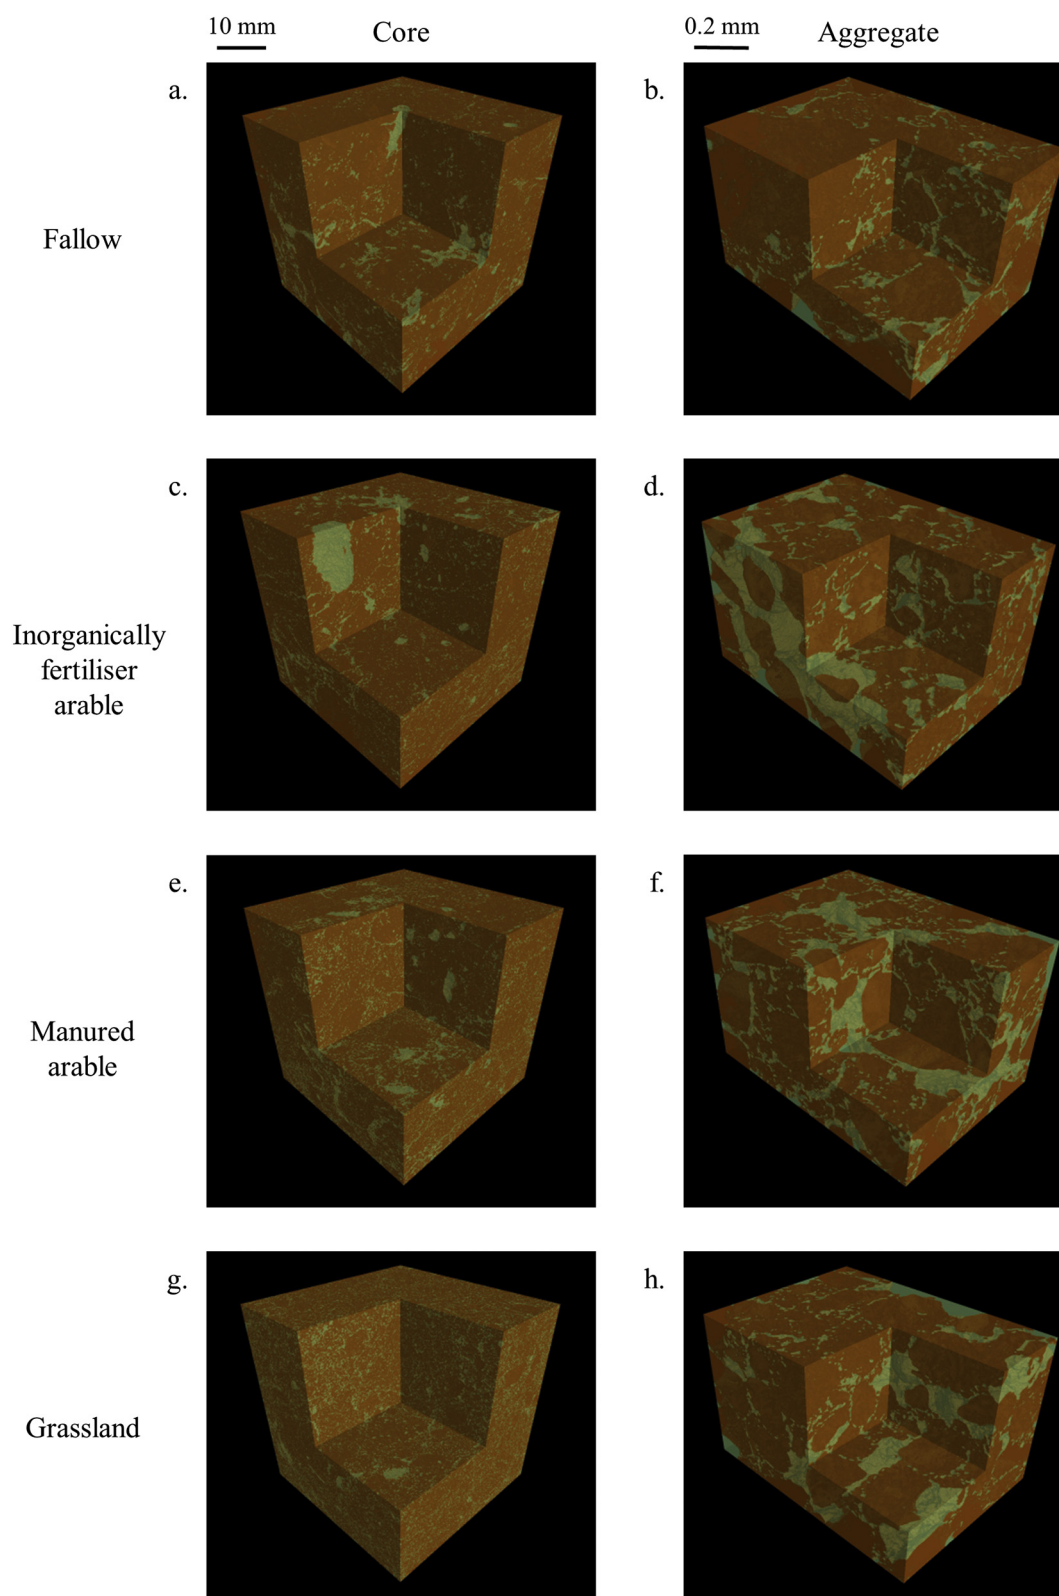 10 mm
Core
0.2 mm
Aggregate
a.
b.
Fallow
c.
d.
Inorganically
fertiliser
arable
e.
f.
Manured
arable
g.
h.
Grassland